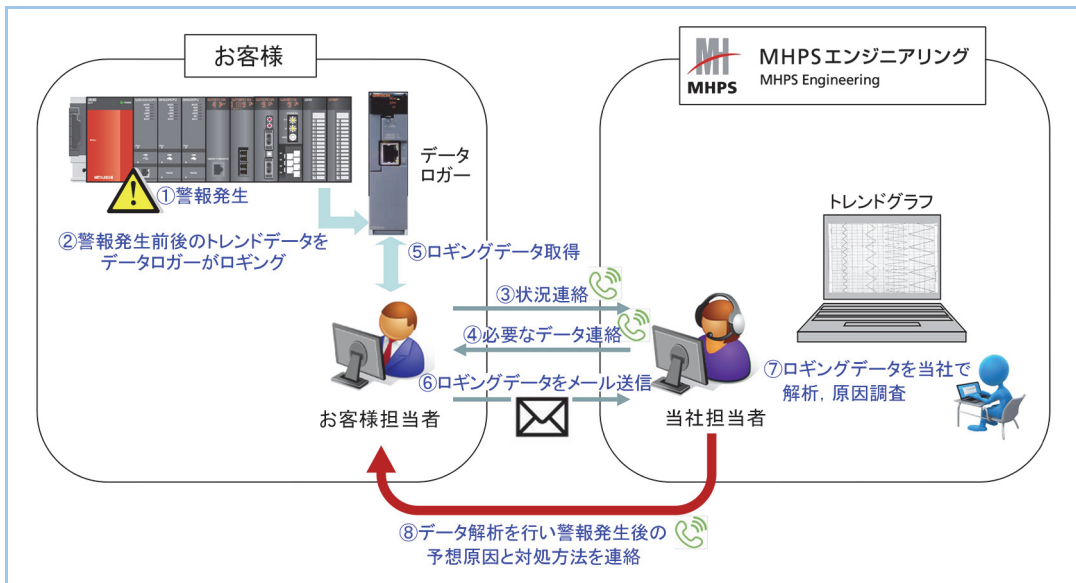 お客様
MHPS
MHPSエンジニアリング
MHPS Engineering
データ
ロガー
①警報発生
②警報発生前後のトレンドデータを
データロガーがロギング
⑤ロギングデータ取得
トレンドグラフ
③状況連絡
④必要なデータ連絡
⑥ロギングデータをメール送信
⑦ロギングデータを当社で
解析，原因調査
お客様担当者
当社担当者
⑧データ解析を行い警報発生後の
予想原因と対処方法を連絡